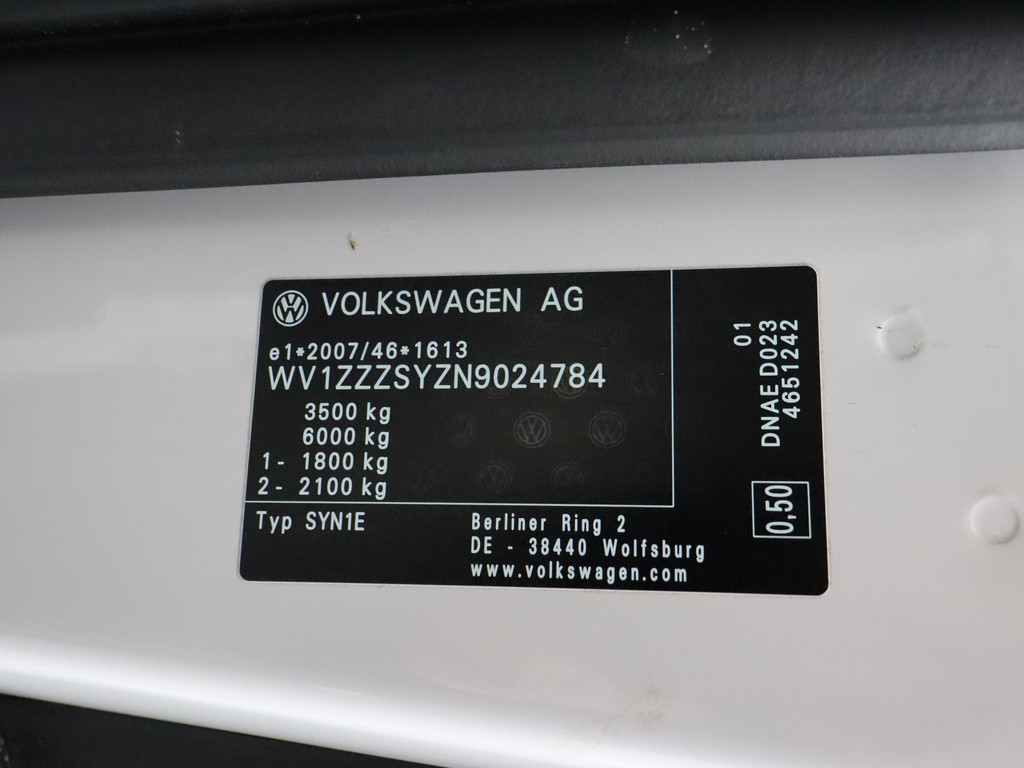 VOLKSWAGEN AG
e1*2007/46*1613
WV1ZZZSYZN9024784
3500 kg
6000 kg
1- 1800 kg
2- 2100 kg
Typ SYN1E
Berliner Ring 2
DE - 38440 Wolfsburg
www.volkswagen.com
01
DNAE D023
4651242
0,50